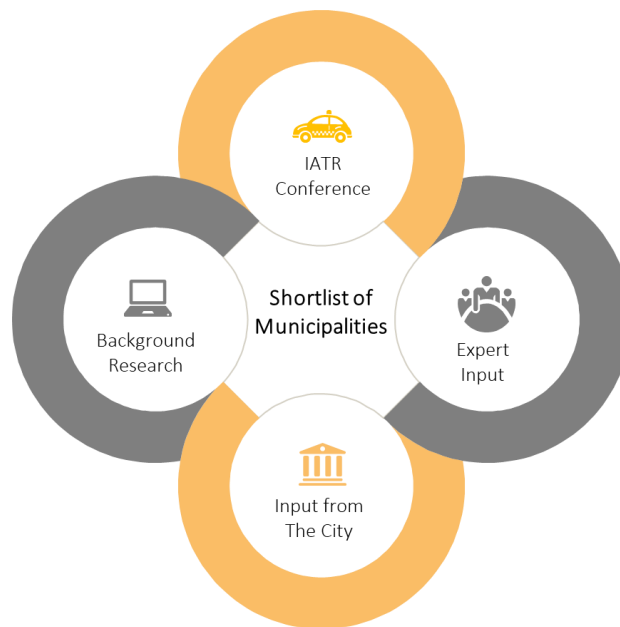 IATR
Conference
Shortlist of
Municipalities
Background
Research
Expert
Input
Input from
The City